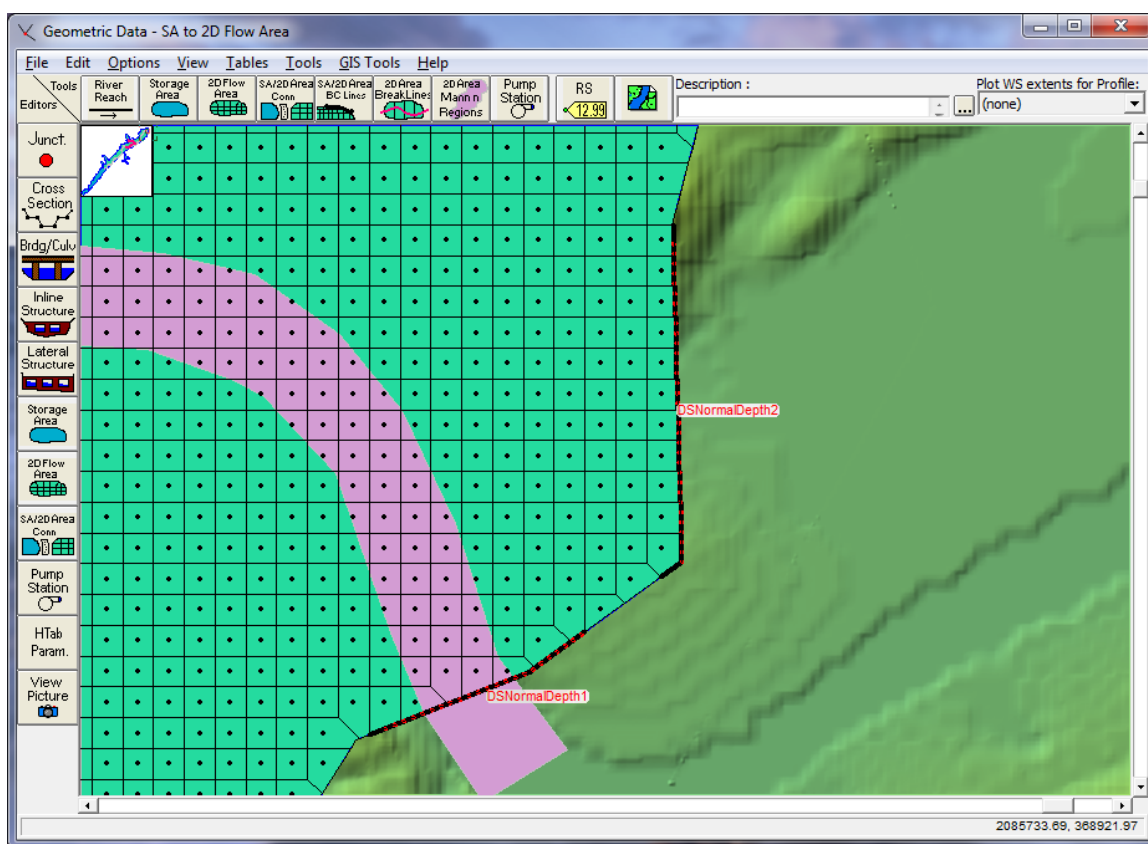 Geometric Data - SA to 2D Flow Area
File Edit Options View Tables Tools GIS Tools Help
Tools
Editors
River
Reach
Storage
Area
2D Flow
Area
SA/2D Area
Conn
SA/2D Area
BC Lines
2D Area
BreakLines
2D Area
Mann n
Regions
Pump
Station
RS
12.99
Description :
...
Plot WS extents for Profile:
(none)
Junct.
Cross
Section
Brdg/Culv
Inline
Structure
Lateral
Structure
Storage
Area
2D Flow
Area
SA/2D Area
Conn
Pump
Station
HTab
Param.
View
Picture
DSNormalDepth2
DSNormalDepth1
2085733.69, 368921.97